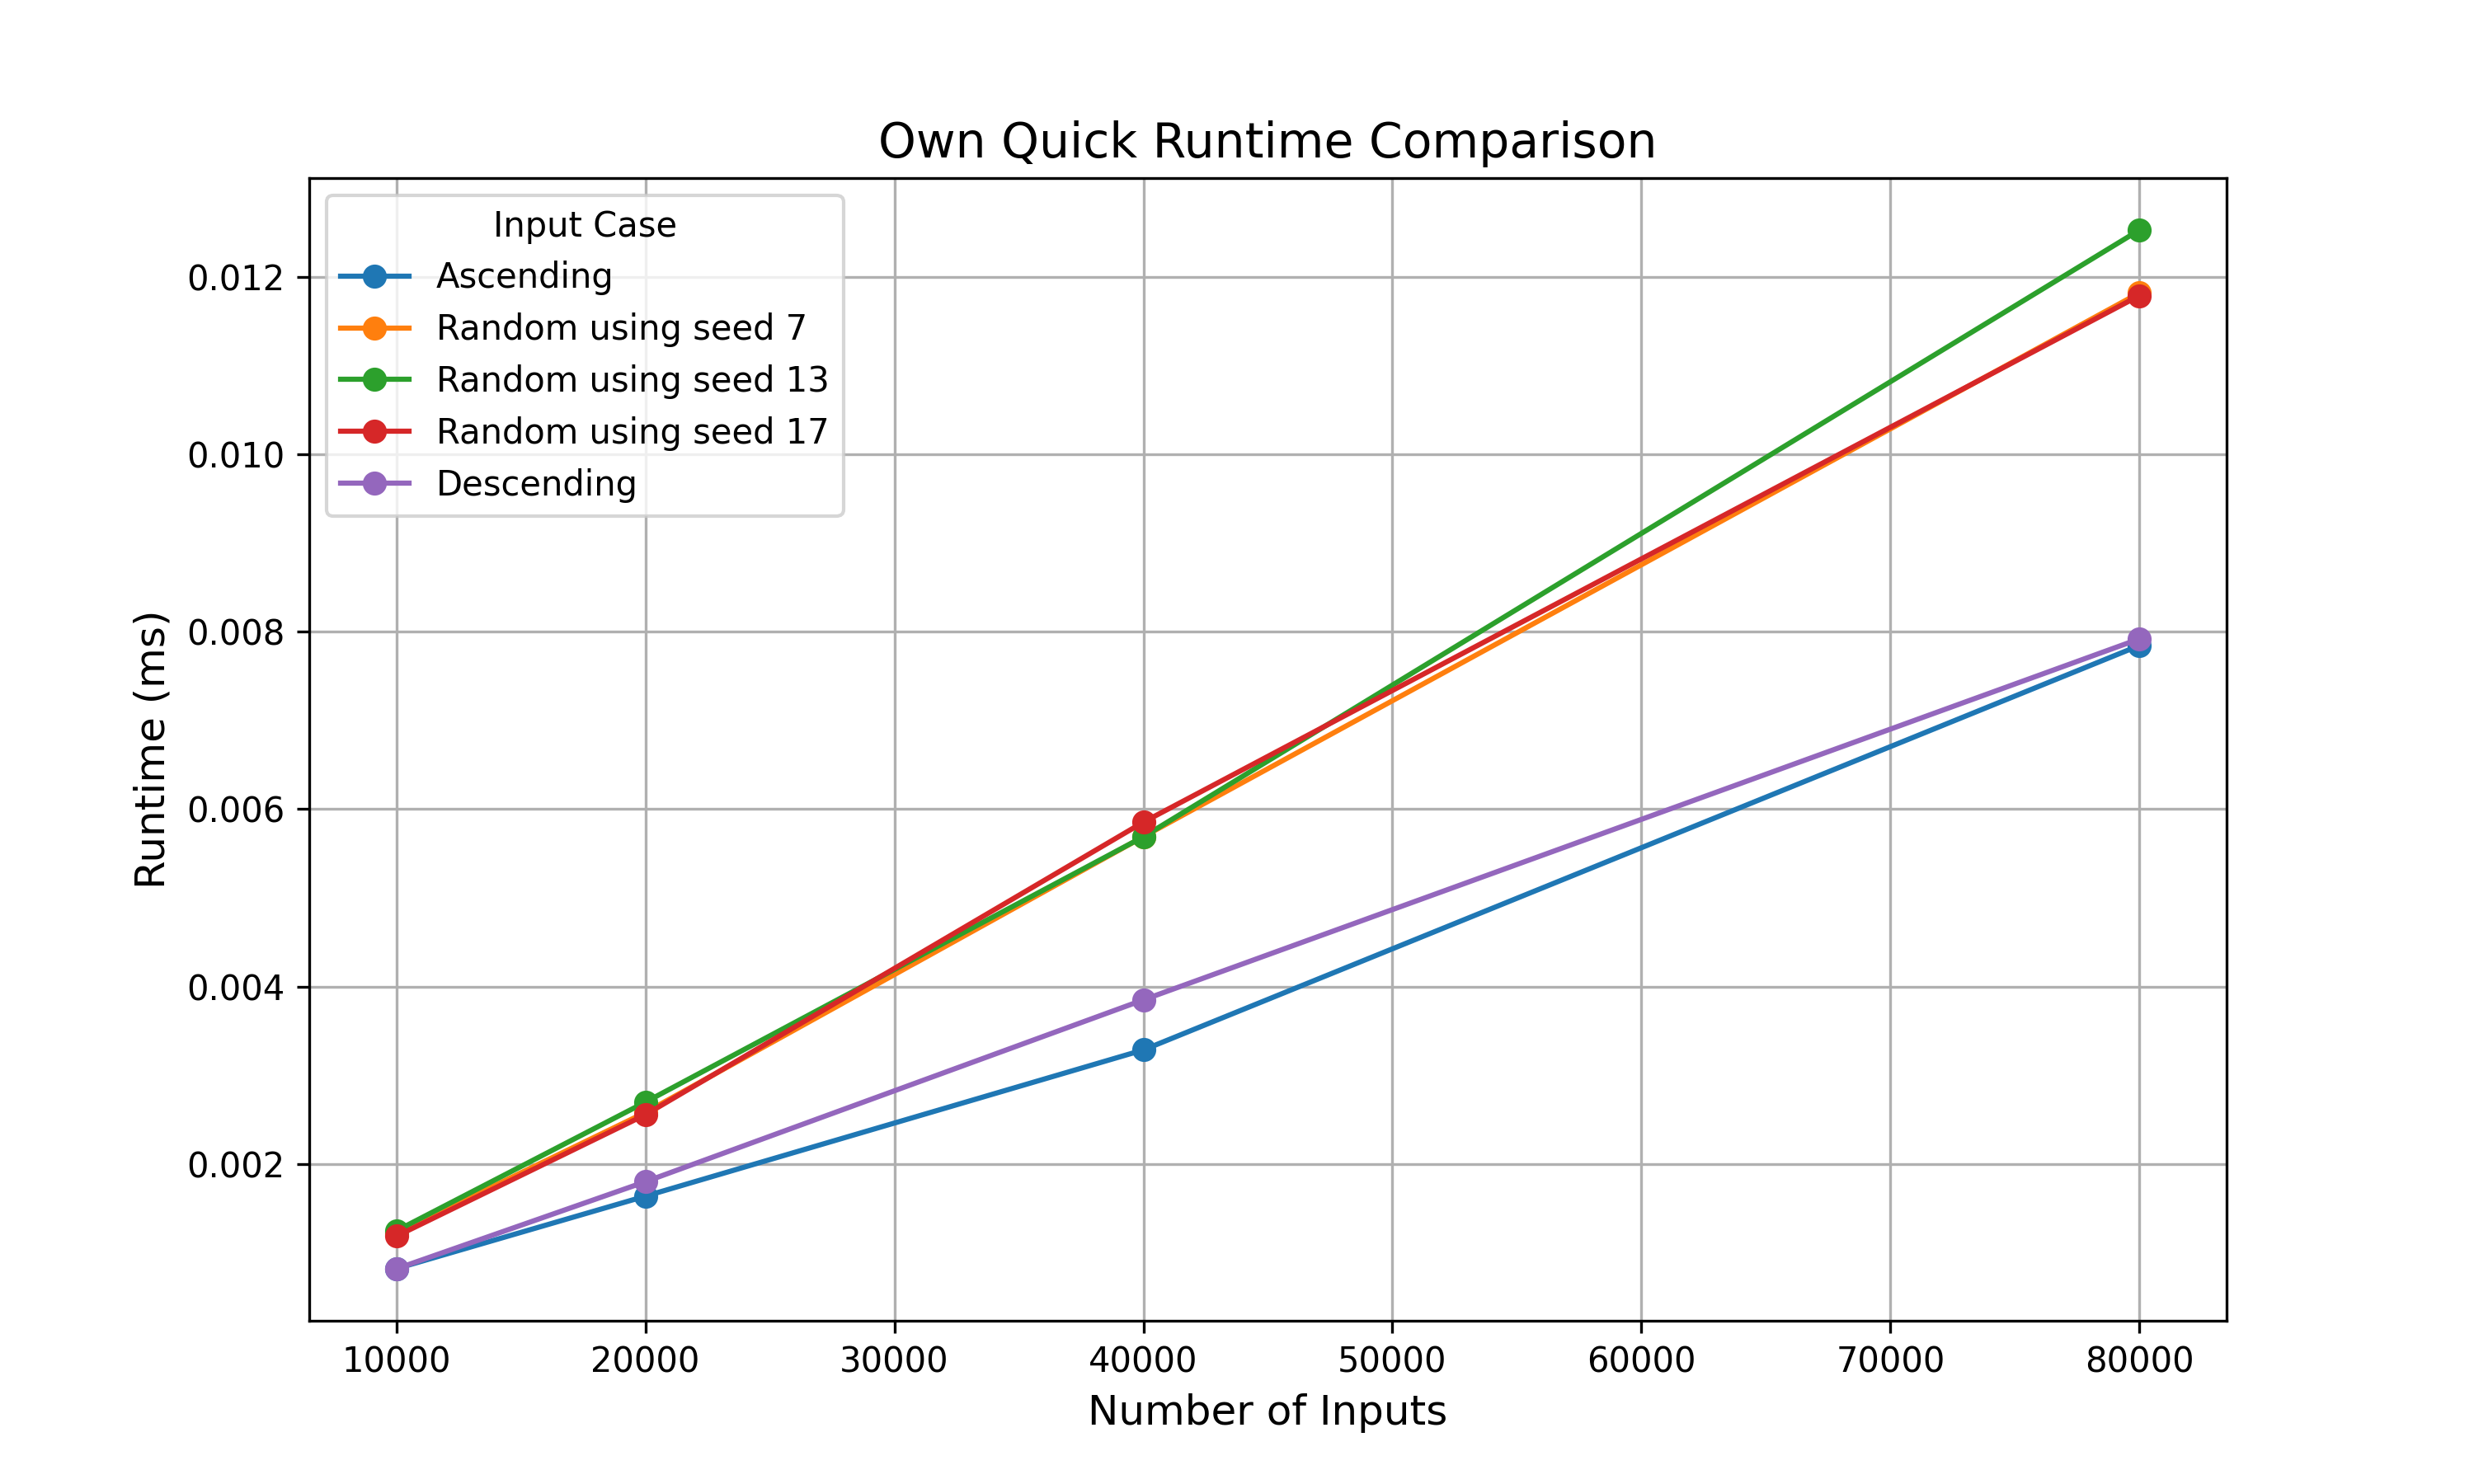 Own Quick Runtime Comparison
Input Case
Ascending
Random using seed 7
Random using seed 13
Random using seed 17
Descending
Runtime (ms)
0.012
0.010
0.008
0.006
0.004
0.002
10000 20000 30000 40000 50000 60000 70000 80000
Number of Inputs